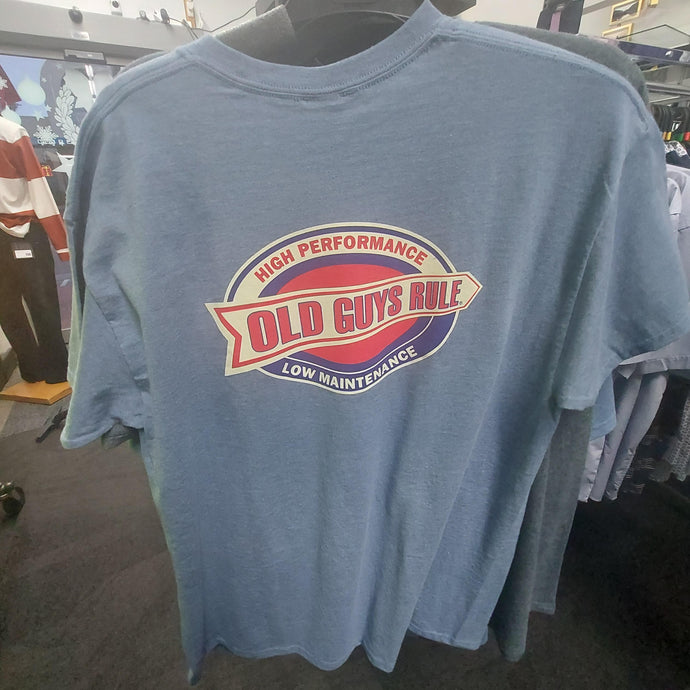 HIGH PERFORMANCE
OLD GUYS RULE
LOW MAINTENANCE